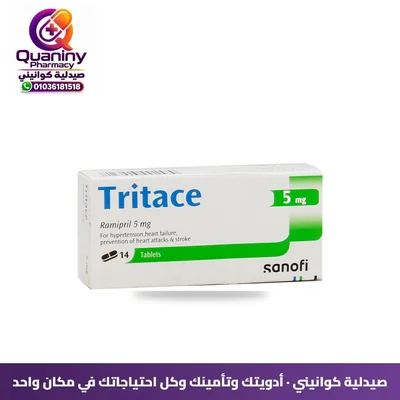 Quaniny
Pharmacy
صيدلية كوانيني
01036181518
Tritace
5 mg
Ramipril 5 mg
For hypertension, heart failure,
prevention of heart attacks & stroke
14 Tablets
sanofi
صيدلية كوانيني - أدويتك وتأمينك وكل احتياجاتك في مكان واحد